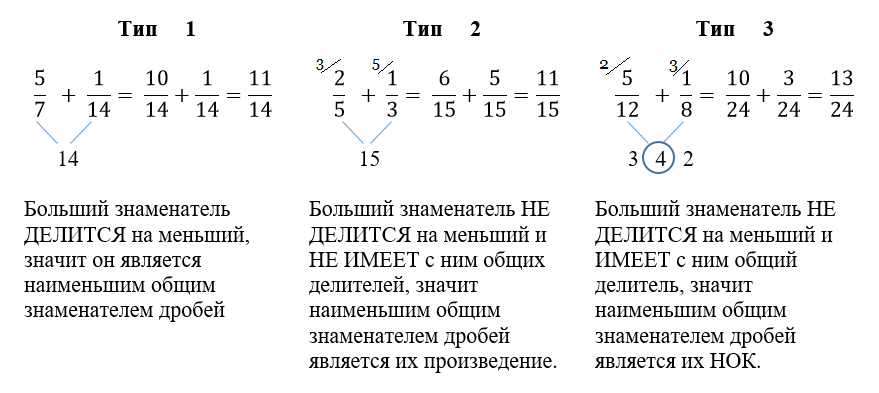 Тип 1
5/7 + 1/14 = 10/14 + 1/14 = 11/14
14
Больший знаменатель
ДЕЛИТСЯ на меньший,
значит он является
наименьшим общим
знаменателем дробей
Тип 2
3/ 2/5 + 5/ 1/3 = 6/15 + 5/15 = 11/15
15
Больший знаменатель НЕ
ДЕЛИТСЯ на меньший и
НЕ ИМЕЕТ с ним общих
делителей, значит
наименьшим общим
знаменателем дробей
является их произведение.
Тип 3
2/ 5/12 + 3/ 1/8 = 10/24 + 3/24 = 13/24
3 4 2
Больший знаменатель НЕ
ДЕЛИТСЯ на меньший и
ИМЕЕТ с ним общий
делитель, значит
наименьшим общим
знаменателем дробей
является их НОК.